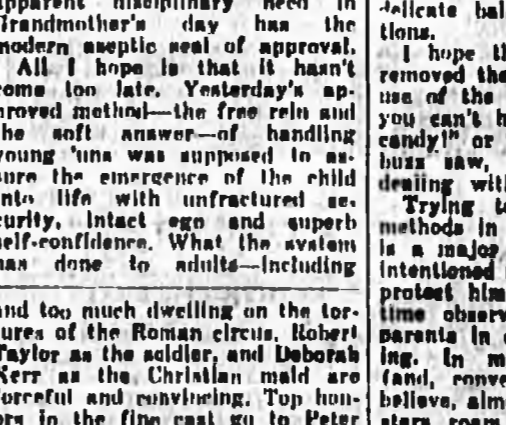 apparent disciplinary need in
Grandmother's day has the
modern aseptic seal of approval.
All I hope is that it hasn't
come too late. Yesterday's ap-
proved method—the free rein and
the soft answer—of handling
young 'uns was supposed to as-
sure the emergence of the child
into life with unfractured se-
curity, intact ego and superb
self-confidence. What the system
has done to adults—including
and too much dwelling on the tor-
tures of the Roman circus, Robert
Taylor as the soldier, and Deborah
Kerr as the Christian maid are
forceful and convincing. Top hon-
ors in the fine cast go to Peter
delicate bal
tions.
I hope th
removed the
use of the
you can't h
candy!" or
buzz saw,
dealing wit
Trying to
methods in
is a major
intentioned
protect him
time observ
parents in
ing. In m
fand, conve
believe, alm
stars roam